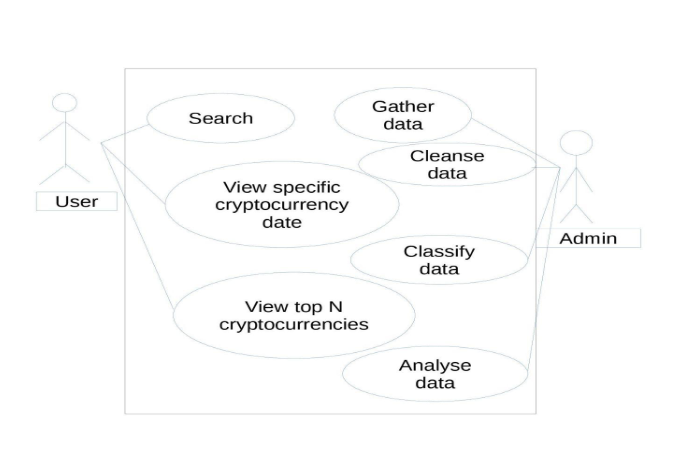 Search
Gather
data
Cleanse
data
View specific
cryptocurrency
date
User
Admin
Classify
data
View top N
cryptocurrencies
Analyse
data